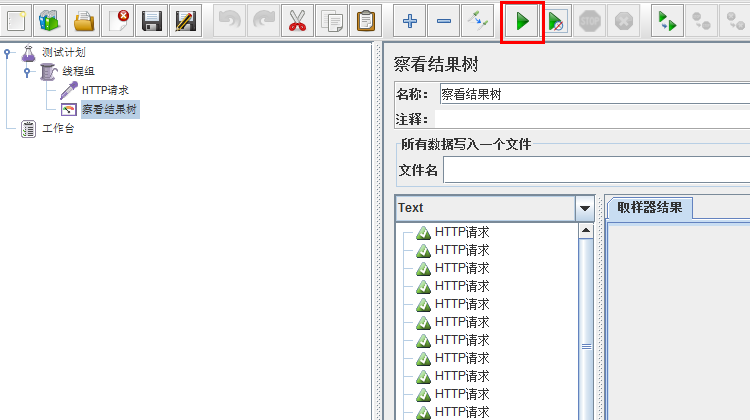 STOP
测试计划
线程组
HTTP请求
察看结果树
工作台
察看结果树
名称：
察看结果树
注释：
所有数据写入一个文件
文件名
Text
取样器结果
HTTP请求
HTTP请求
HTTP请求
HTTP请求
HTTP请求
HTTP请求
HTTP请求
HTTP请求
HTTP请求
HTTP请求
HTTP请求